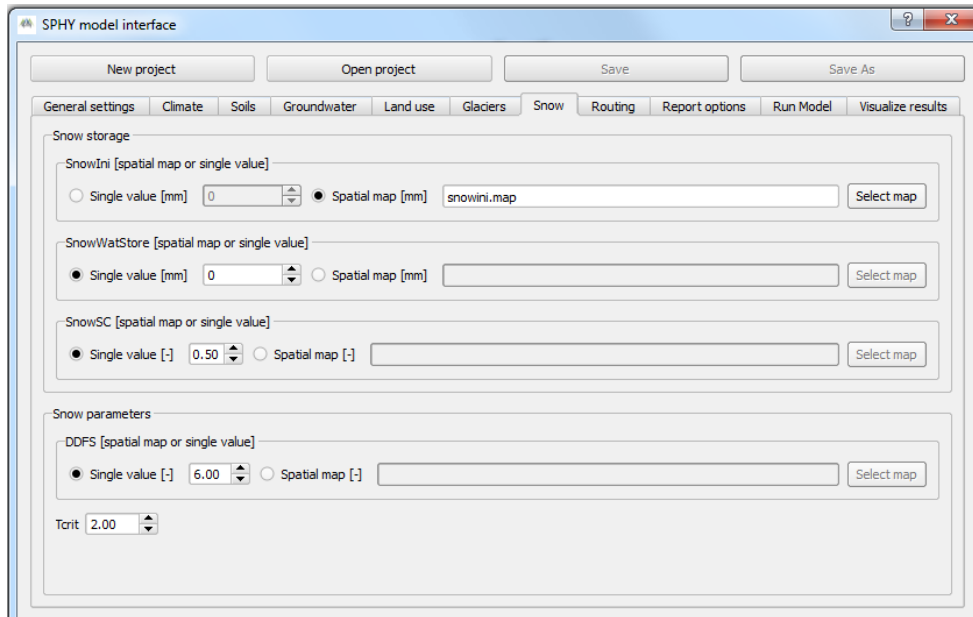 SPHY model interface
New project Open project Save Save As
General settings Climate Soils Groundwater Land use Glaciers Snow Routing Report options Run Model Visualize results
Snow storage
SnowIni [spatial map or single value]
Single value [mm] 0 Spatial map [mm] snowini.map Select map
SnowWatStore [spatial map or single value]
Single value [mm] 0 Spatial map [mm] Select map
SnowSC [spatial map or single value]
Single value [-] 0.50 Spatial map [-] Select map
Snow parameters
DDFS [spatial map or single value]
Single value [-] 6.00 Spatial map [-] Select map
Tcrit 2.00